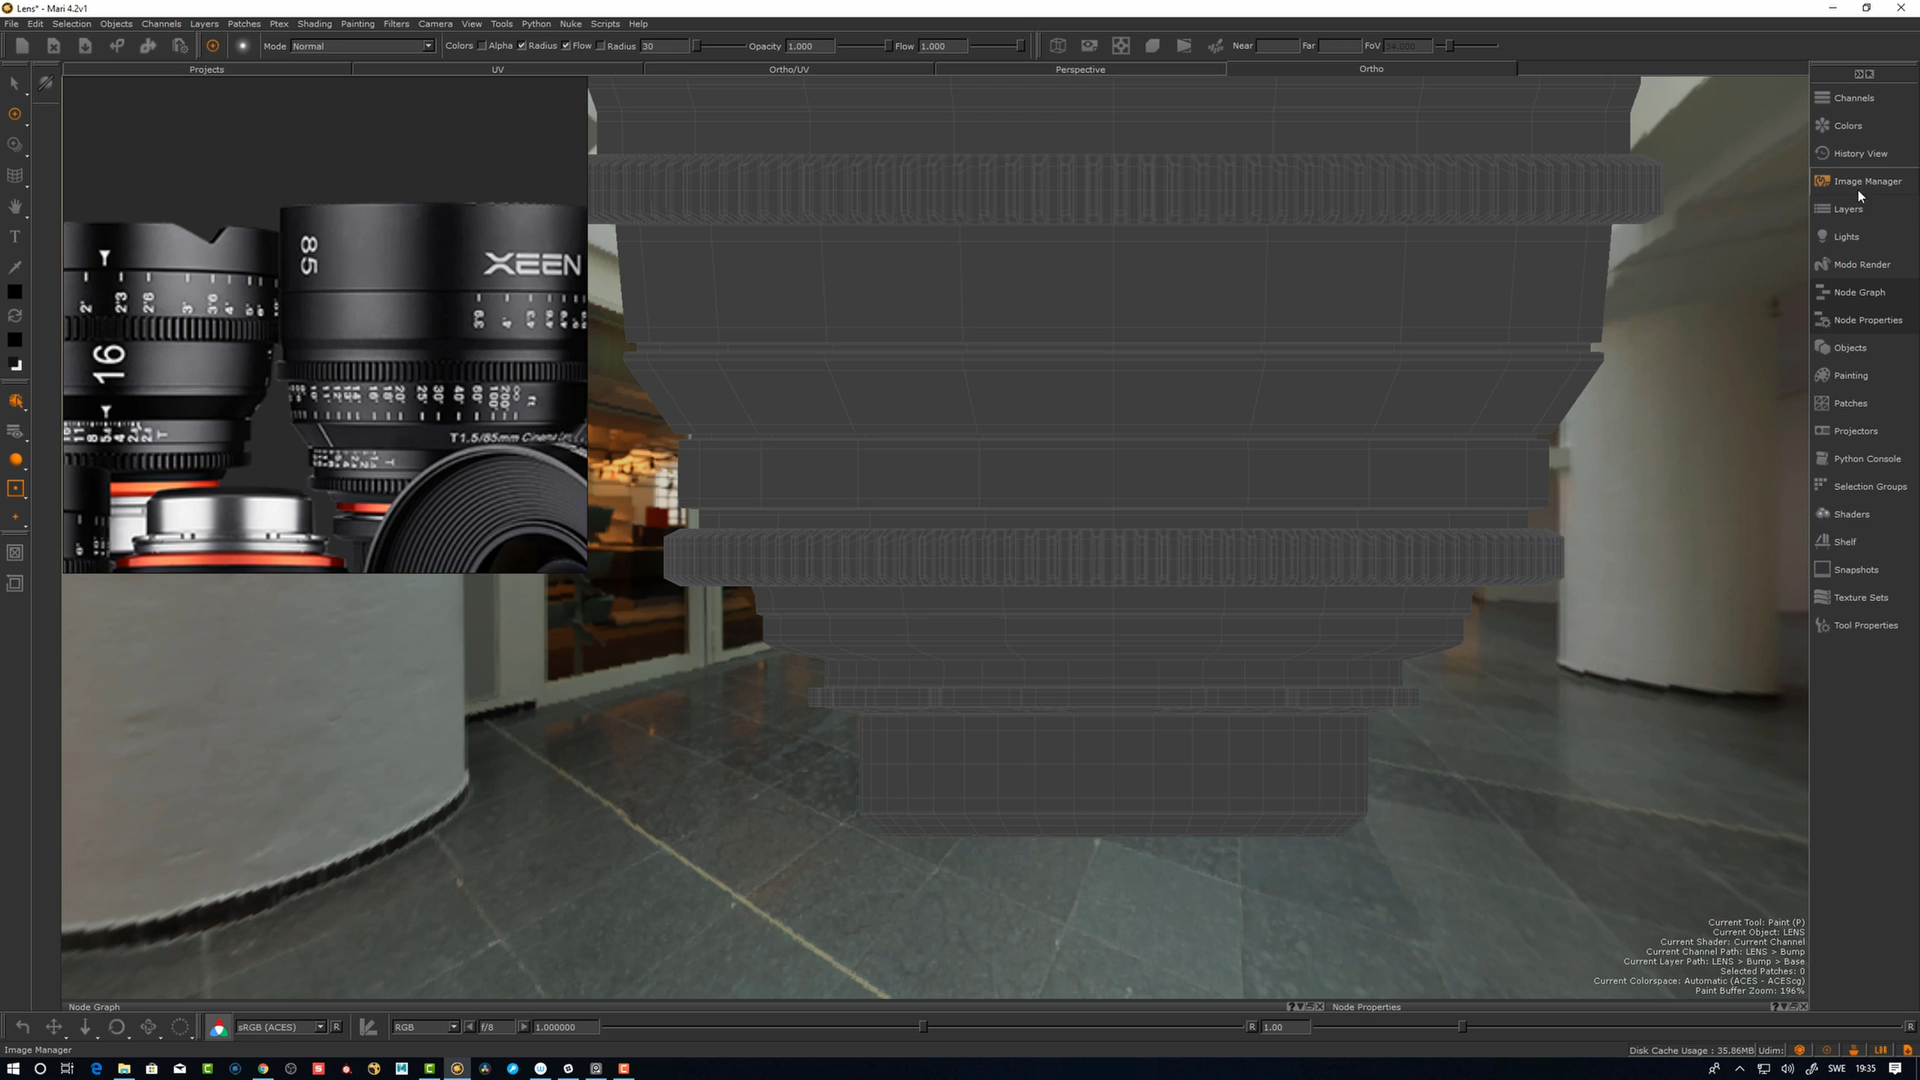 Lens* - Mari 4.2v1
File Edit Selection Objects Channels Layers Patches Ptex Shading Painting Filters Camera View Tools Python Nuke Scripts Help
Mode Normal Colors Alpha Radius Flow Radius 30 Opacity 1.000 Flow 1.000 Near Far FoV 34.000
Projects UV Ortho/UV Perspective Ortho
Channels
Colors
History View
Image Manager
Layers
Lights
Modo Render
Node Graph
Node Properties
Objects
Painting
Patches
Projectors
Python Console
Selection Groups
Shaders
Shelf
Snapshots
Texture Sets
Tool Properties
85
XEEN
16
T1.5/85mm
Current Tool: Paint (P)
Current Object: LENS
Current Shader: Current Channel
Current Channel Path: LENS > Bump
Current Layer Path: LENS > Bump > Base
Selected Patches: 0
Current Colorspace: Automatic (ACES - ACEScg)
Paint Buffer Zoom: 196%
Node Graph Node Properties
sRGB (ACES) R RGB f/8 1.000000 R 1.00 R
Image Manager Disk Cache Usage : 35.86MB Udim:
SWE 19:35